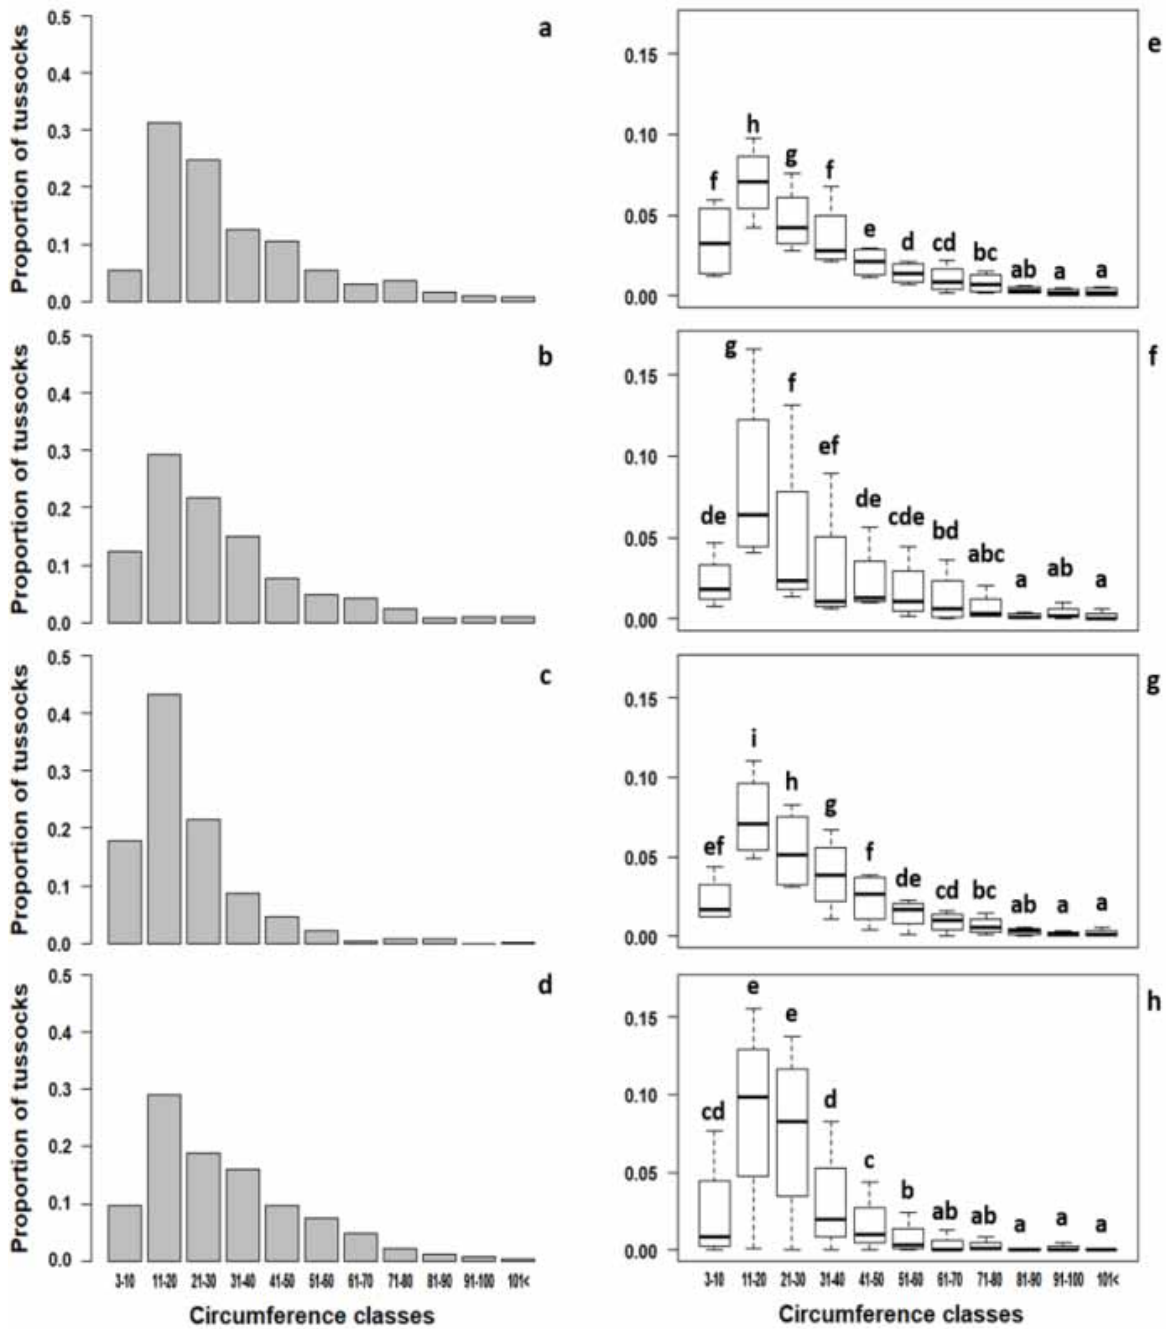 Proportion of tussocks
0.5
0.4
0.3
0.2
0.1
0.0
a
0.15
0.10
0.05
0.00
f h g f e d cd bc ab a a
e
Proportion of tussocks
0.5
0.4
0.3
0.2
0.1
0.0
b
0.15
0.10
0.05
0.00
de g f ef de cde bd abc a ab a
f
Proportion of tussocks
0.5
0.4
0.3
0.2
0.1
0.0
c
0.15
0.10
0.05
0.00
ef i h g f de cd bc ab a a
g
Proportion of tussocks
0.5
0.4
0.3
0.2
0.1
0.0
d
0.15
0.10
0.05
0.00
cd e e d c b ab ab a a a
h
3-10 11-20 21-30 31-40 41-50 51-60 61-70 71-80 81-90 91-100 101<
Circumference classes
3-10 11-20 21-30 31-40 41-50 51-60 61-70 71-80 81-90 91-100 101<
Circumference classes